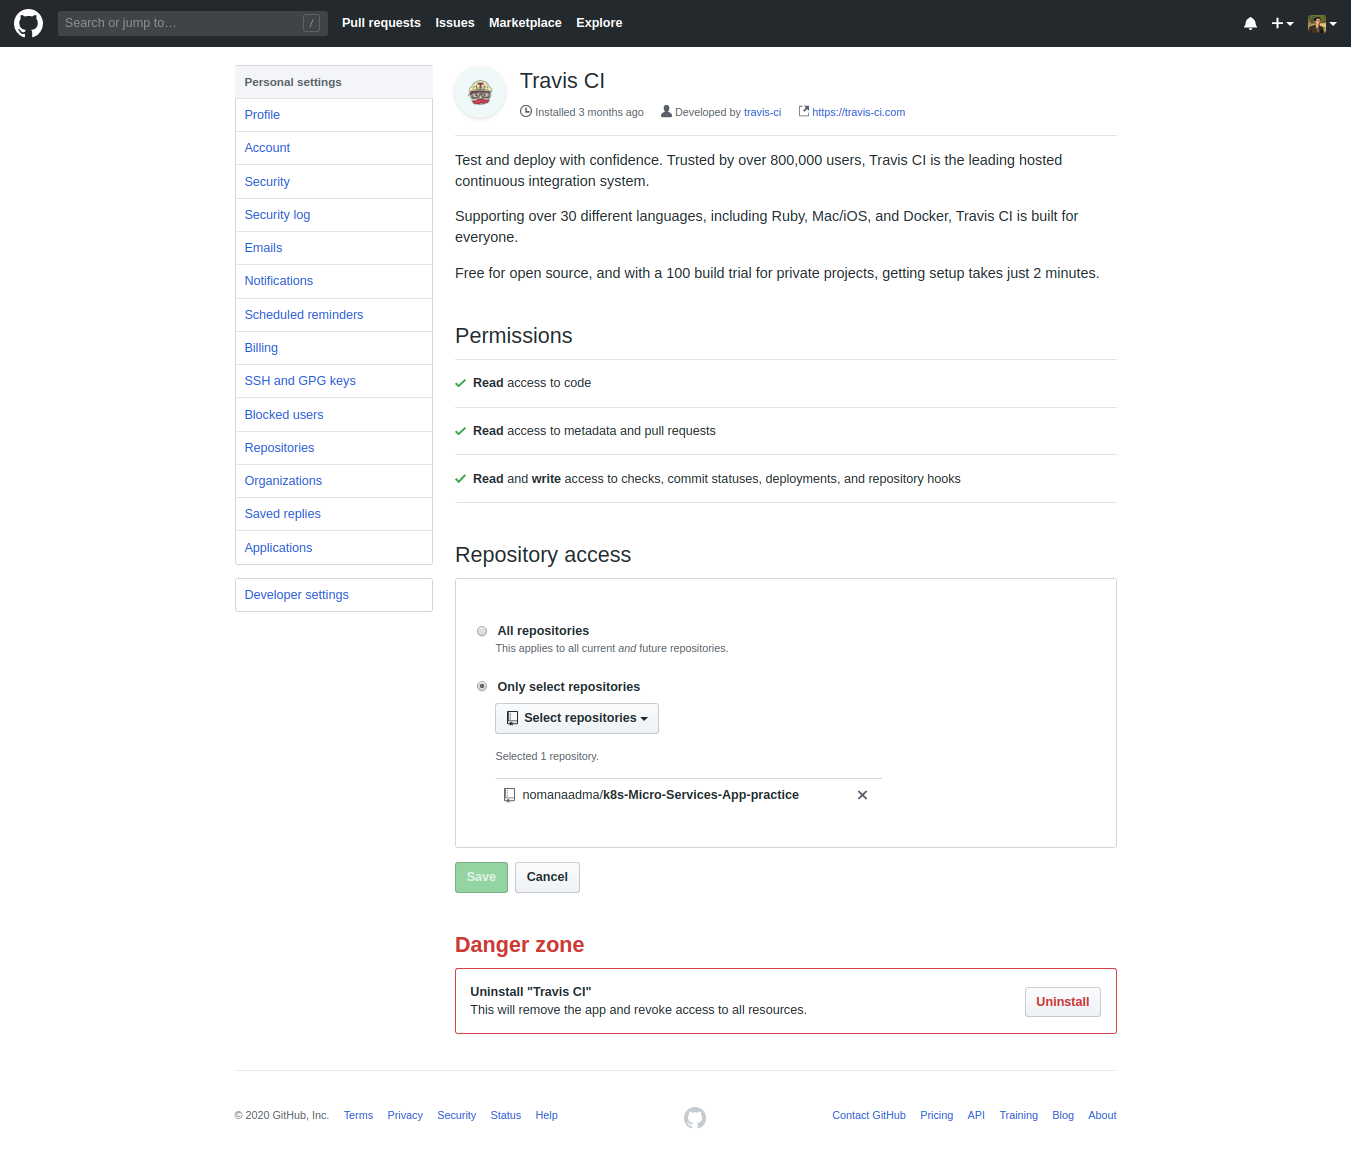 Search or jump to…
/
Pull requests Issues Marketplace Explore
Personal settings
Profile
Account
Security
Security log
Emails
Notifications
Scheduled reminders
Billing
SSH and GPG keys
Blocked users
Repositories
Organizations
Saved replies
Applications
Developer settings
Travis CI
Installed 3 months ago Developed by travis-ci https://travis-ci.com
Test and deploy with confidence. Trusted by over 800,000 users, Travis CI is the leading hosted
continuous integration system.
Supporting over 30 different languages, including Ruby, Mac/iOS, and Docker, Travis CI is built for
everyone.
Free for open source, and with a 100 build trial for private projects, getting setup takes just 2 minutes.
Permissions
Read access to code
Read access to metadata and pull requests
Read and write access to checks, commit statuses, deployments, and repository hooks
Repository access
All repositories
This applies to all current and future repositories.
Only select repositories
Select repositories
Selected 1 repository.
nomanaadma/k8s-Micro-Services-App-practice
Save Cancel
Danger zone
Uninstall "Travis CI"
This will remove the app and revoke access to all resources.
Uninstall
© 2020 GitHub, Inc. Terms Privacy Security Status Help
Contact GitHub Pricing API Training Blog About